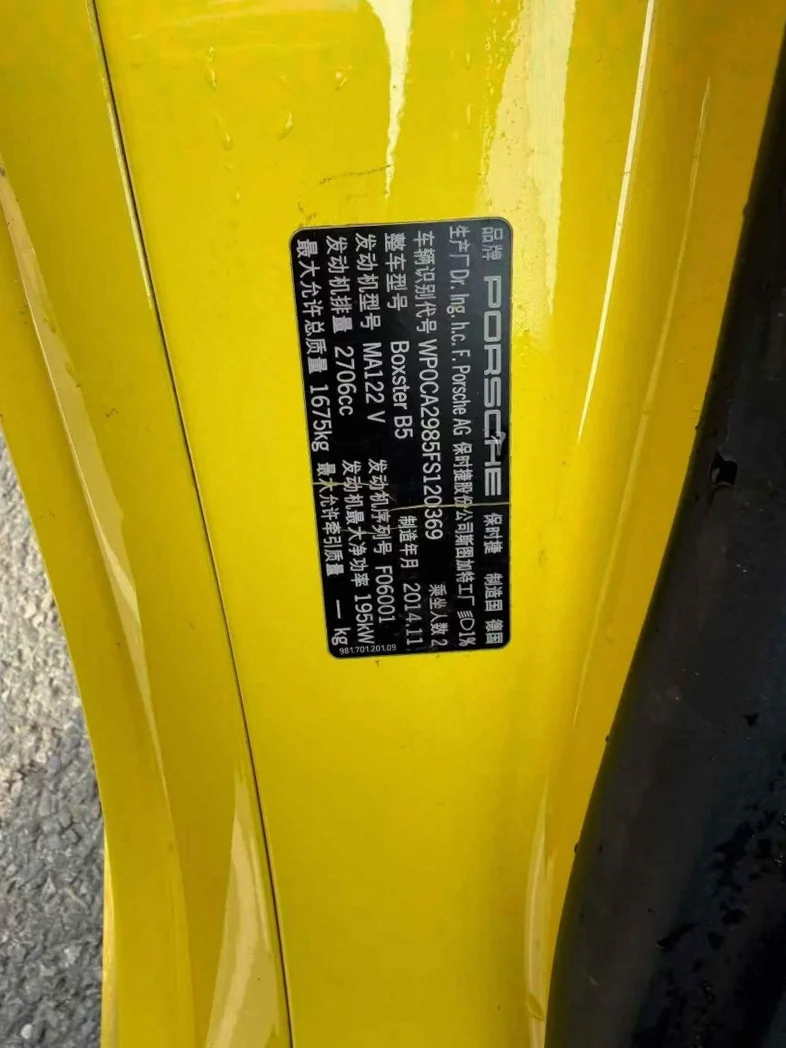 品牌 PORSCHE 保时捷 制造国 德国
生产厂 Dr. Ing. h.c. F. Porsche AG 保时捷股份公司斯图加特工厂 1%
车辆识别代号 WP0CA2985FS120369 乘坐人数 2
整车型号 Boxster B5 制造年月 2014.11
发动机型号 MA122 V 发动机序列号 F06001
发动机排量 2706cc 发动机最大净功率 195kW
最大允许总质量 1675kg 最大允许牵引质量 — kg
981.701.201.09